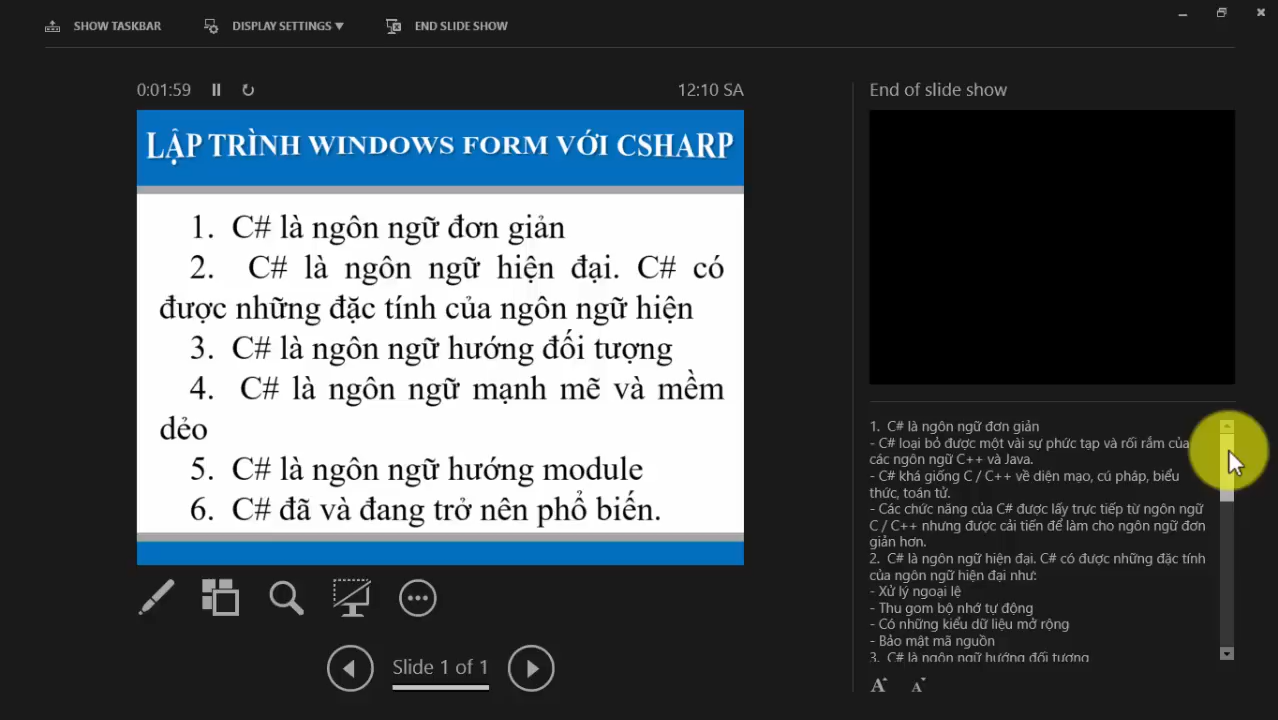 SHOW TASKBAR
DISPLAY SETTINGS ▼
END SLIDE SHOW
0:01:59
12:10 SA
End of slide show
LẬP TRÌNH WINDOWS FORM VỚI CSHARP
1. C# là ngôn ngữ đơn giản
2. C# là ngôn ngữ hiện đại. C# có
được những đặc tính của ngôn ngữ hiện
3. C# là ngôn ngữ hướng đối tượng
4. C# là ngôn ngữ mạnh mẽ và mềm
dẻo
5. C# là ngôn ngữ hướng module
6. C# đã và đang trở nên phổ biến.
1. C# là ngôn ngữ đơn giản
- C# loại bỏ được một vài sự phức tạp và rối rắm của
các ngôn ngữ C++ và Java.
- C# khá giống C / C++ về diện mạo, cú pháp, biểu
thức, toán tử.
- Các chức năng của C# được lấy trực tiếp từ ngôn ngữ
C / C++ nhưng được cải tiến để làm cho ngôn ngữ đơn
giản hơn.
2. C# là ngôn ngữ hiện đại. C# có được những đặc tính
của ngôn ngữ hiện đại như:
- Xử lý ngoại lệ
- Thu gom bộ nhớ tự động
- Có những kiểu dữ liệu mở rộng
- Bảo mật mã nguồn
3. C# là ngôn ngữ hướng đối tượng
Slide 1 of 1
A A